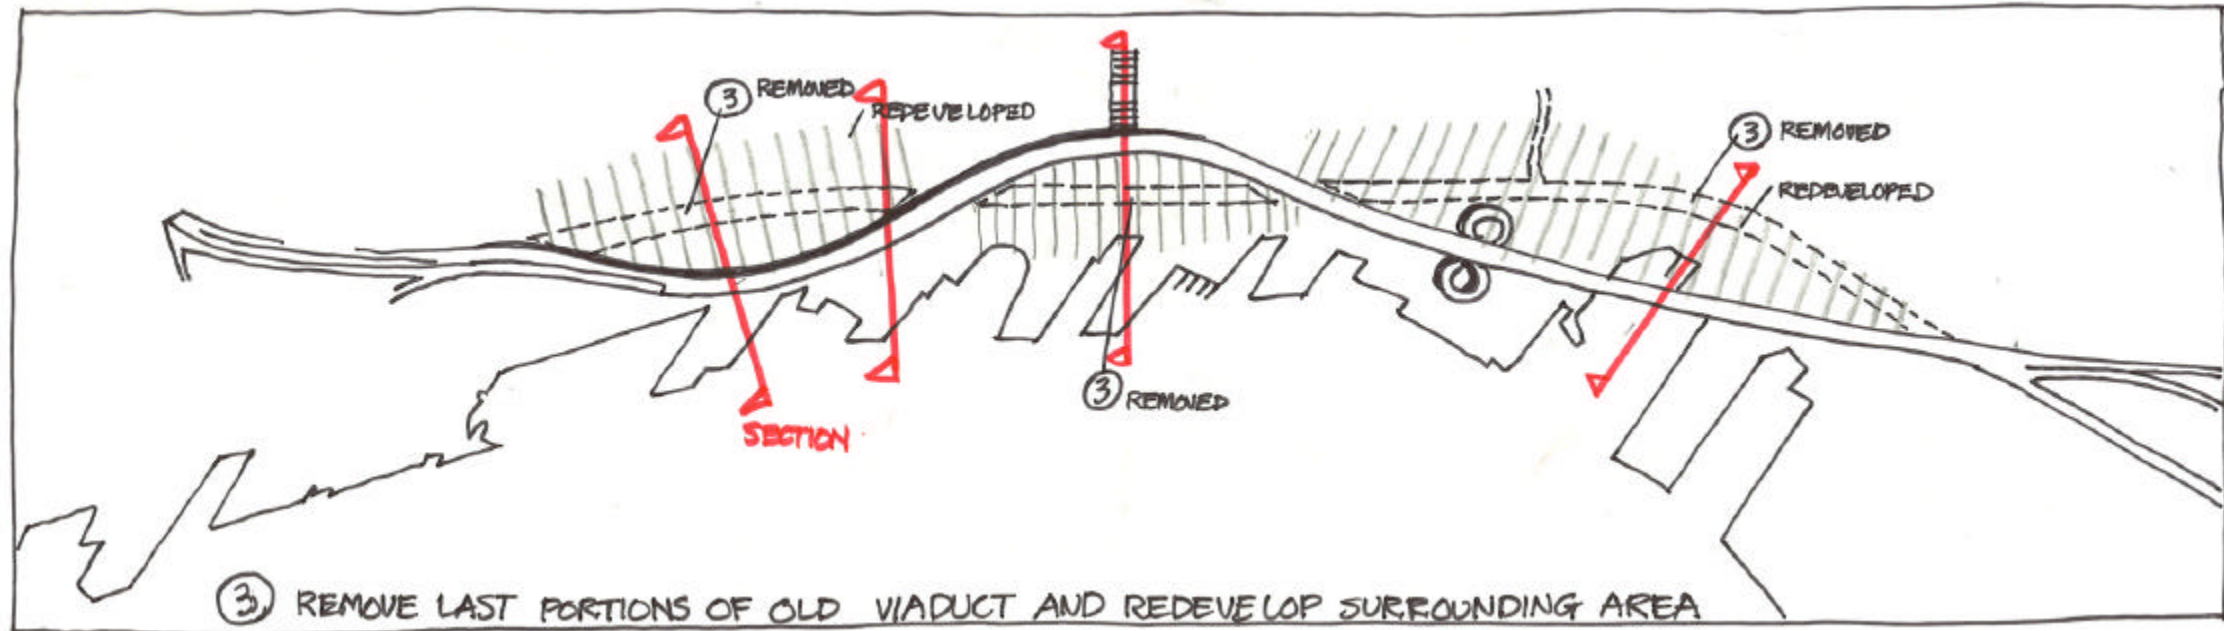 ③ REMOVED
REDEVELOPED
③ REMOVED
REDEVELOPED
③ REMOVED
SECTION
③ REMOVE LAST PORTIONS OF OLD VIADUCT AND REDEVELOP SURROUNDING AREA